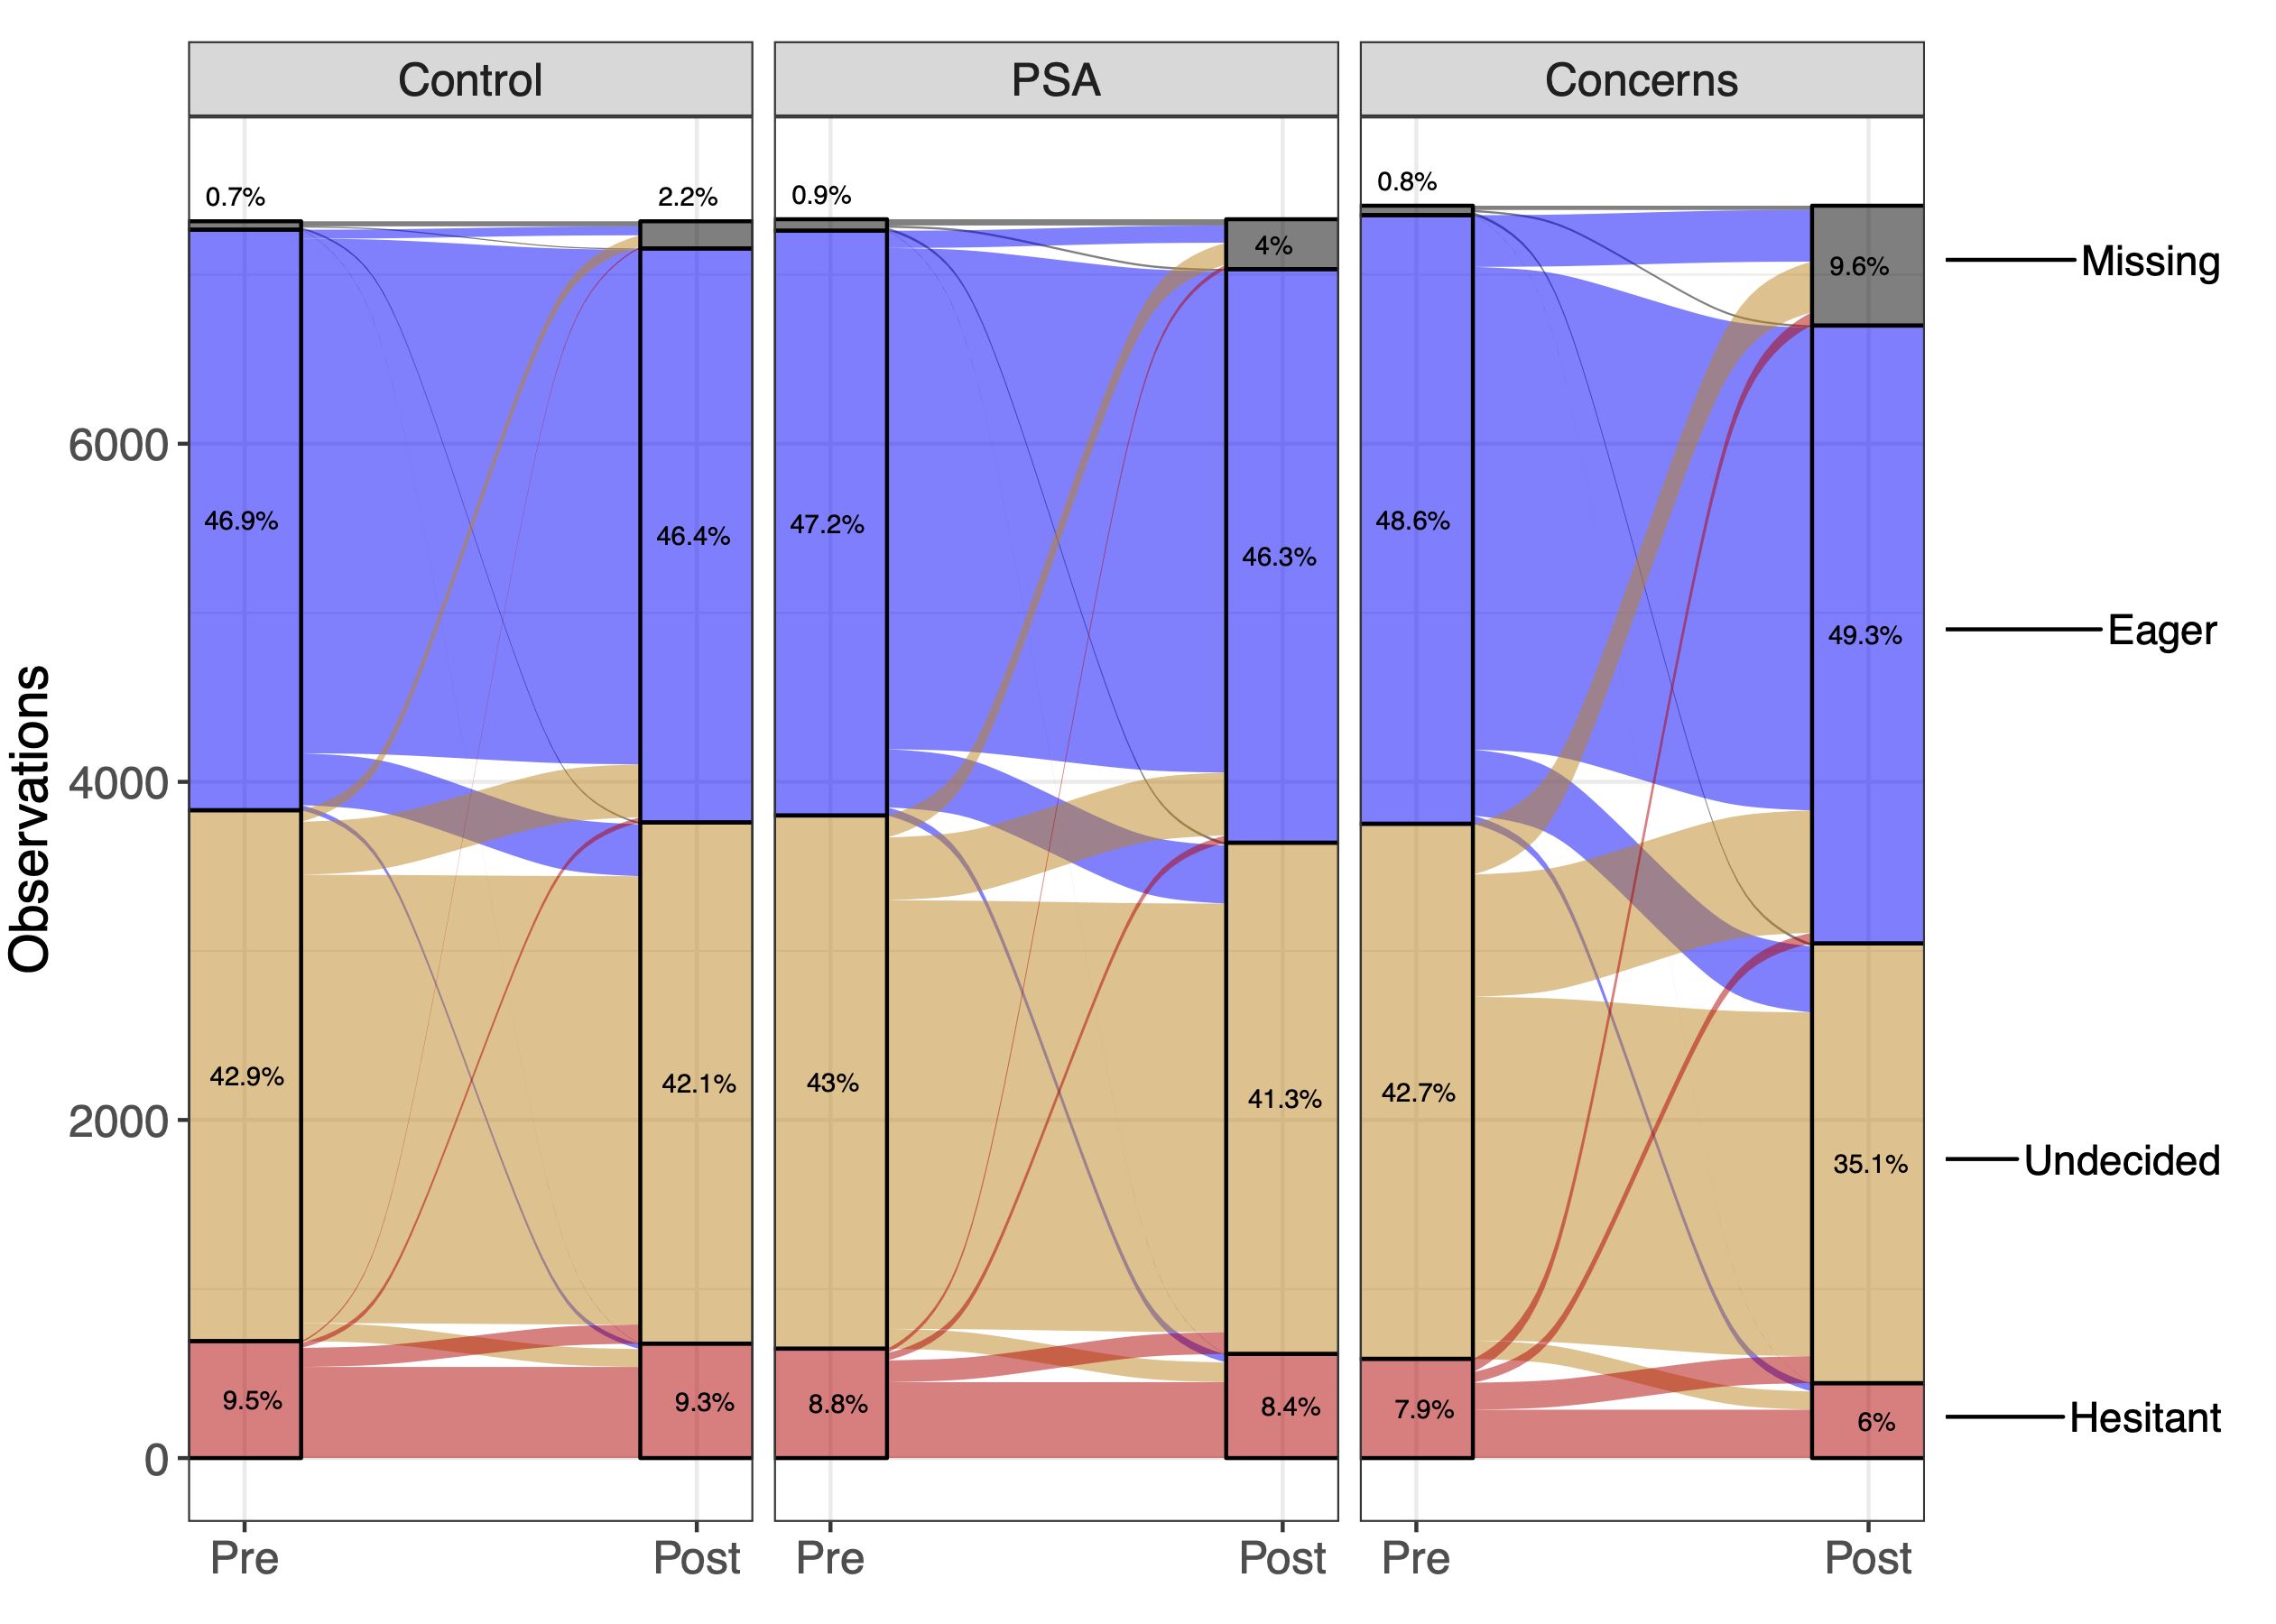 Control
PSA
Concerns
0.7%
2.2%
0.9%
0.8%
4%
9.6%
Missing
6000
46.9%
46.4%
47.2%
46.3%
48.6%
49.3%
Eager
Observations
4000
42.9%
42.1%
43%
41.3%
42.7%
35.1%
Undecided
2000
9.5%
9.3%
8.8%
8.4%
7.9%
6%
Hesitant
0
Pre
Post
Pre
Post
Pre
Post